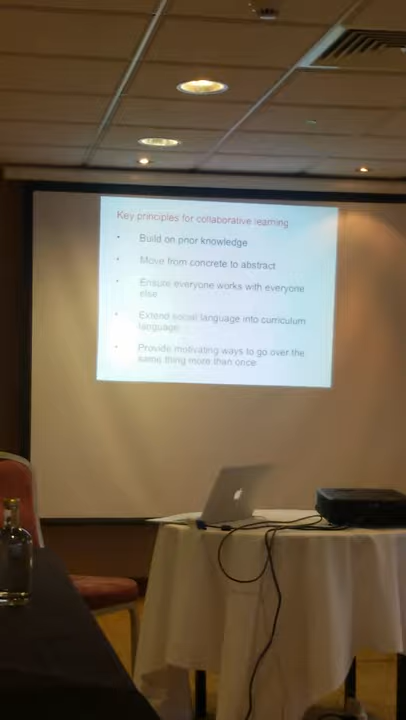 Key principles for collaborative learning
• Build on prior knowledge
• Move from concrete to abstract
• Ensure everyone works with everyone
else
• Extend social language into curriculum
language
• Provide motivating ways to go over the
same thing more than once